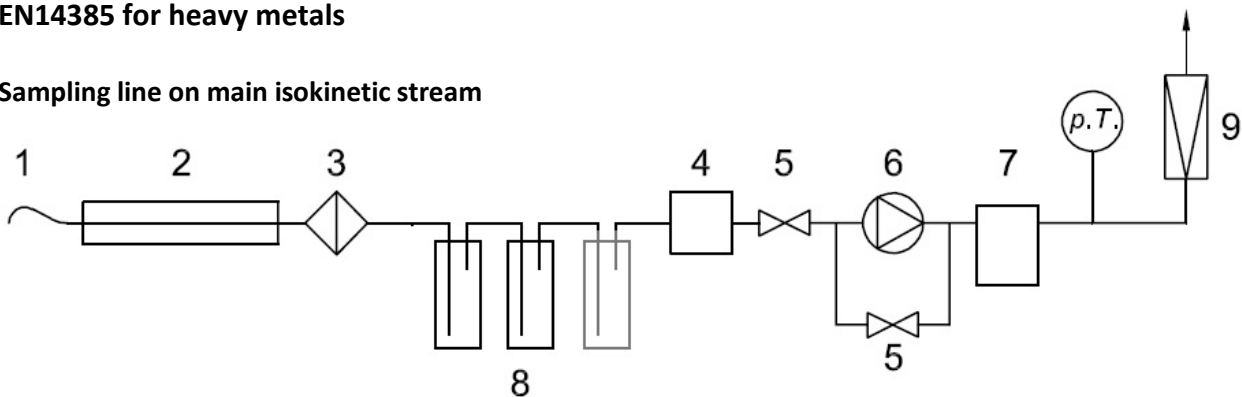 EN14385 for heavy metals
Sampling line on main isokinetic stream
p.T.
9
1 2 3 4 5 6 7
8
5